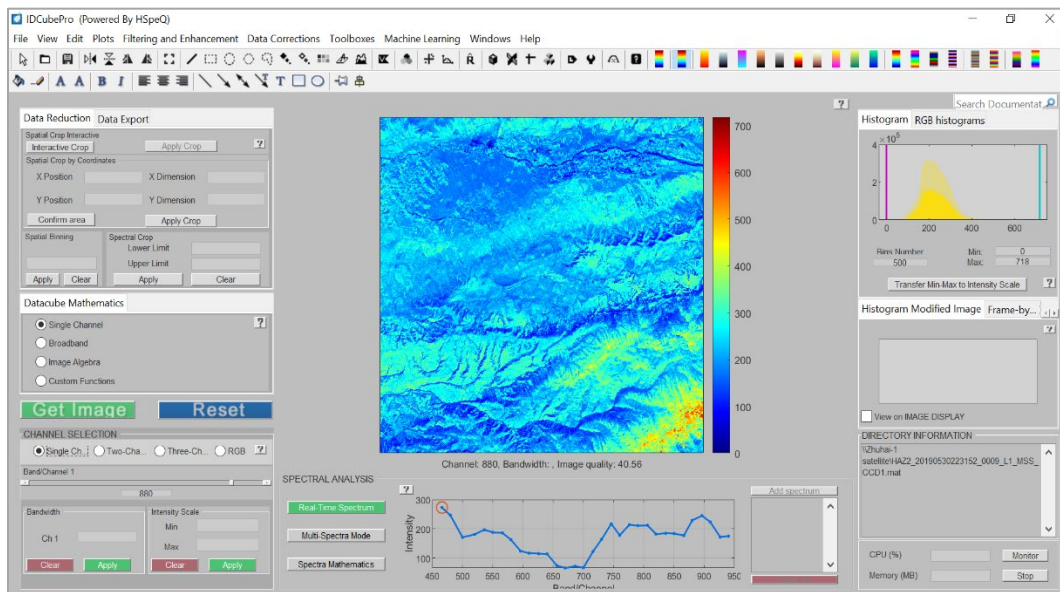 IDCubePro (Powered By HSpeQ)
File View Edit Plots Filtering and Enhancement Data Corrections Toolboxes Machine Learning Windows Help
A A B I T
Search Documentat
Data Reduction Data Export
Spatial Crop Interactive
Interactive Crop Apply Crop ?
Spatial Crop by Coordinates
X Position X Dimension
Y Position Y Dimension
Confirm area Apply Crop
Spatial Binning Spectral Crop
Lower Limit
Upper Limit
Apply Clear Apply Clear
Datacube Mathematics
Single Channel ?
Broadband
Image Algebra
Custom Functions
Get Image Reset
CHANNEL SELECTION
Single Ch... Two-Cha... Three-Ch... RGB ?
Band/Channel 1
880
Bandwidth Intensity Scale
Min
Ch 1
Max
Clear Apply Clear Apply
?
700
600
500
400
300
200
100
0
Channel: 880, Bandwidth: , Image quality: 40.56
SPECTRAL ANALYSIS
?
Real-Time Spectrum
Multi-Spectra Mode
Spectra Mathematics
Add spectrum
Intensity
300
200
100
450 500 550 600 650 700 750 800 850 900 950
Band/Channel
Histogram RGB histograms
4 ×10⁵
2
0
0 200 400 600
Bins Number Min: 0
500 Max: 718
Transfer Min-Max to Intensity Scale ?
Histogram Modified Image Frame-by...
?
View on IMAGE DISPLAY
DIRECTORY INFORMATION
\\Zhuhai-1
satellite\HAZ2_20190530223152_0009_L1_MSS_
CCD1.mat
CPU (%) Monitor
Memory (MB) Stop